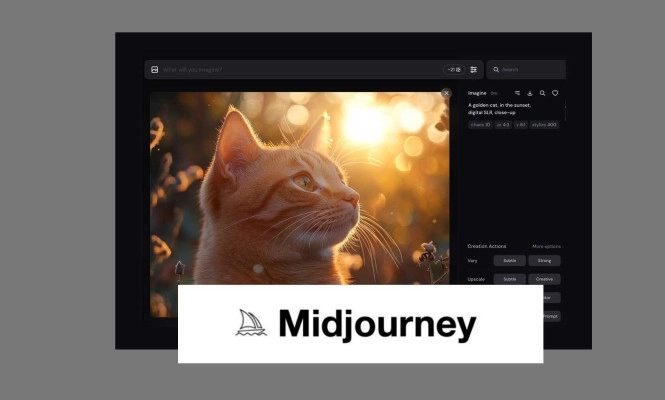 What will you imagine?
Search
Imagine
A golden cat, in the sunset,
digital SLR, close-up
chaos 10 ar 4:3 v 6.1 stylize 400
Creation Actions More options
Vary Subtle Strong
Upscale Subtle Creative
Prompt
Midjourney